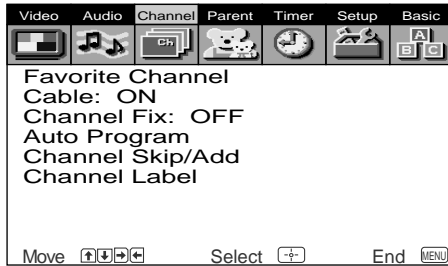 Video Audio Channel Parent Timer Setup Basic
Ch A B C
Favorite Channel
Cable: ON
Channel Fix: OFF
Auto Program
Channel Skip/Add
Channel Label
Move Select End MENU